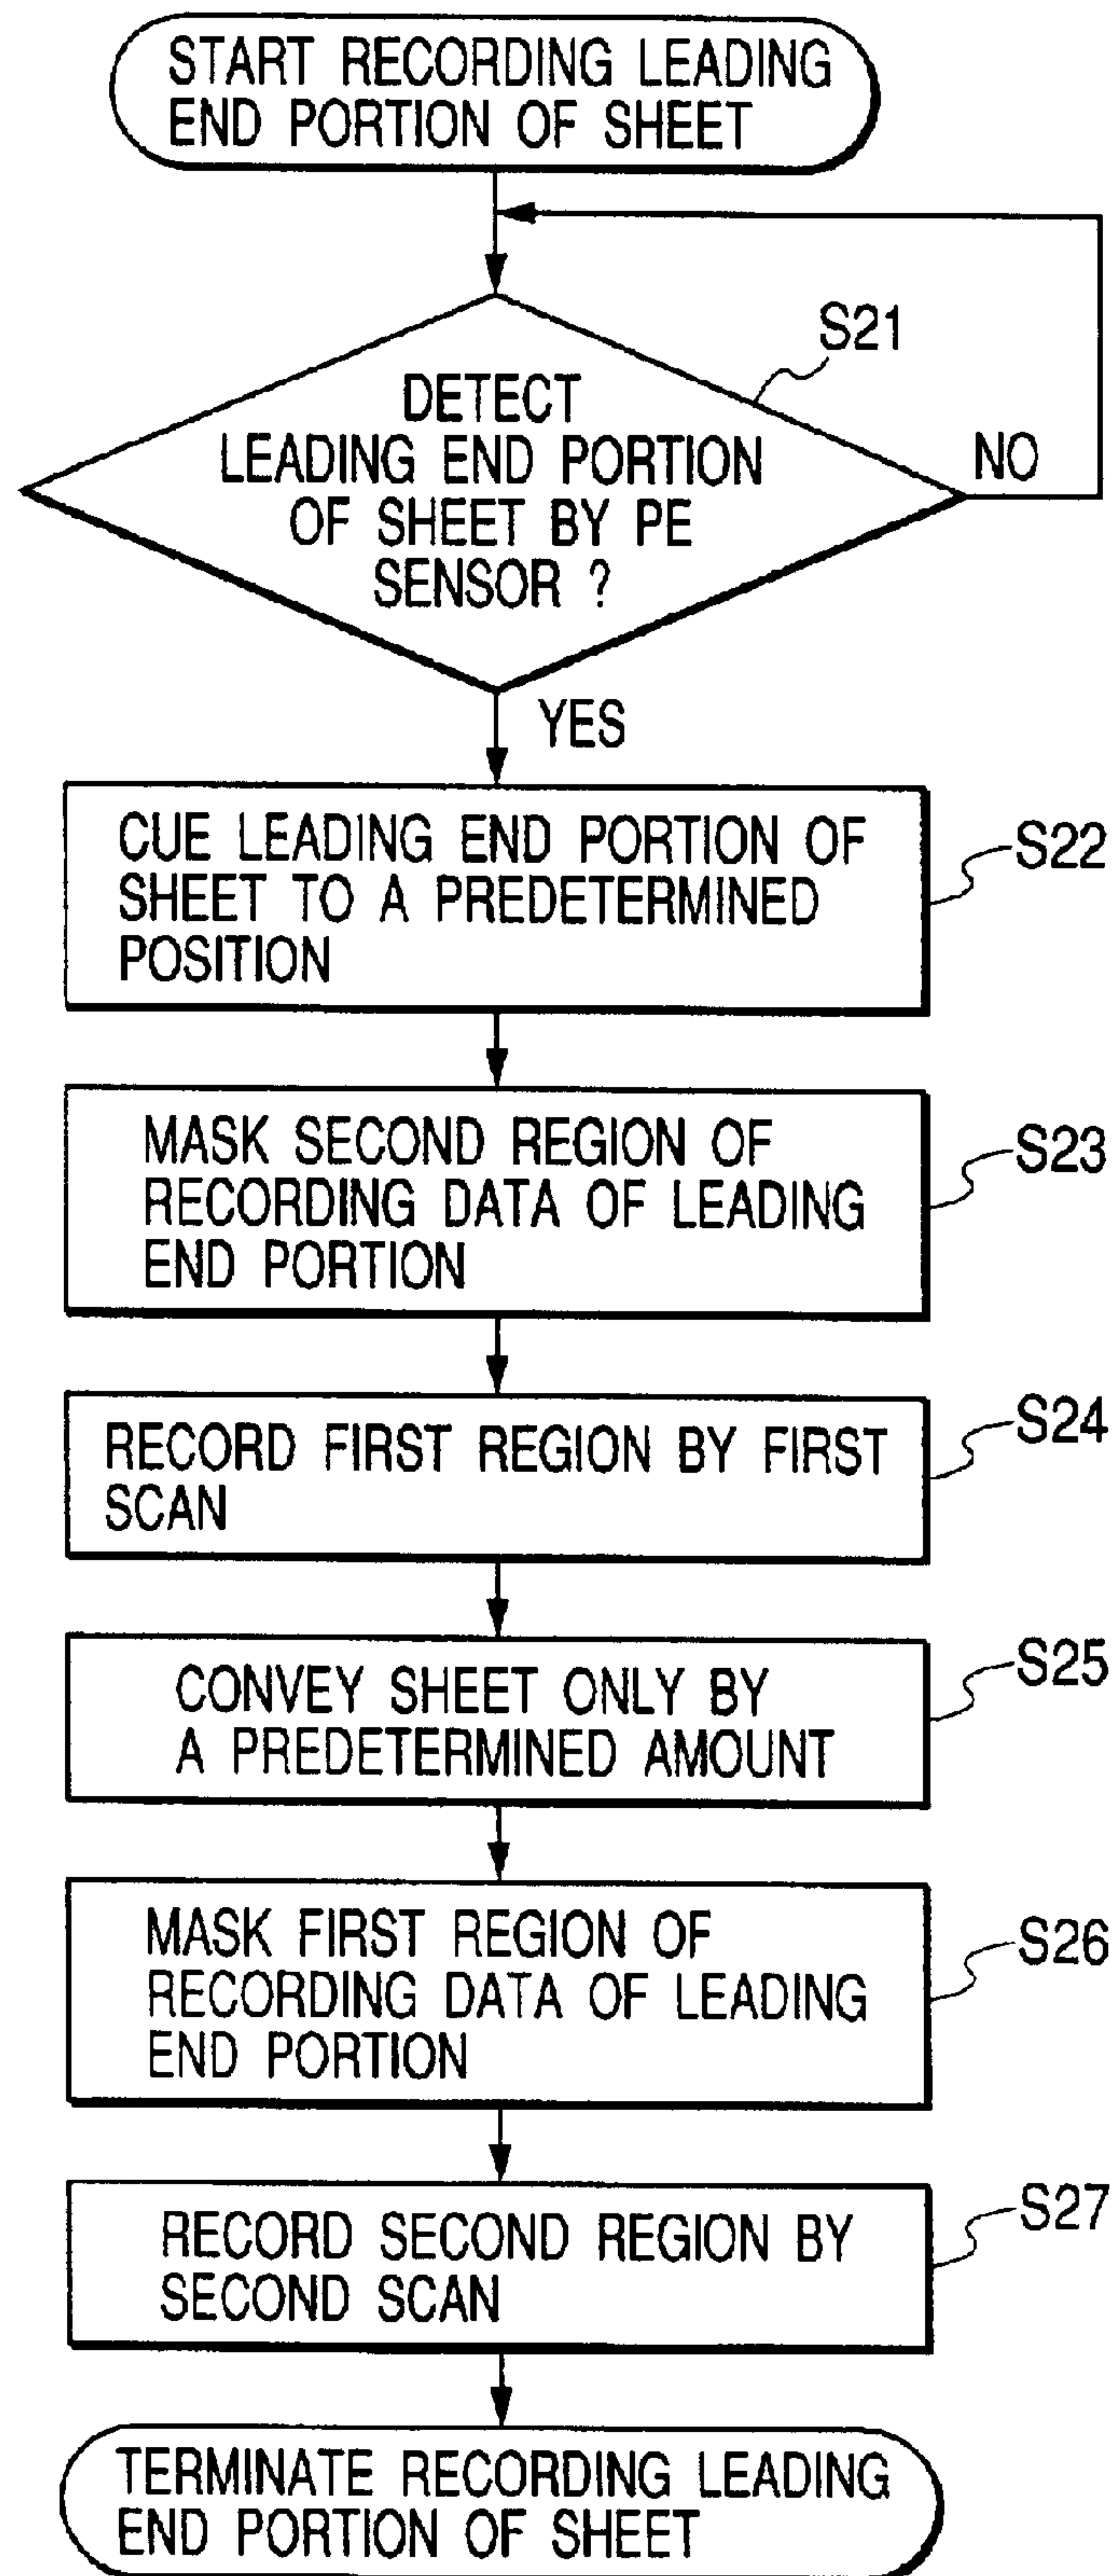 START RECORDING LEADING
END PORTION OF SHEET
S21
DETECT
LEADING END PORTION
OF SHEET BY PE
SENSOR ?
NO
YES
CUE LEADING END PORTION OF
SHEET TO A PREDETERMINED
POSITION
S22
MASK SECOND REGION OF
RECORDING DATA OF LEADING
END PORTION
S23
RECORD FIRST REGION BY FIRST
SCAN
S24
CONVEY SHEET ONLY BY
A PREDETERMINED AMOUNT
S25
MASK FIRST REGION OF
RECORDING DATA OF LEADING
END PORTION
S26
RECORD SECOND REGION BY
SECOND SCAN
S27
TERMINATE RECORDING LEADING
END PORTION OF SHEET